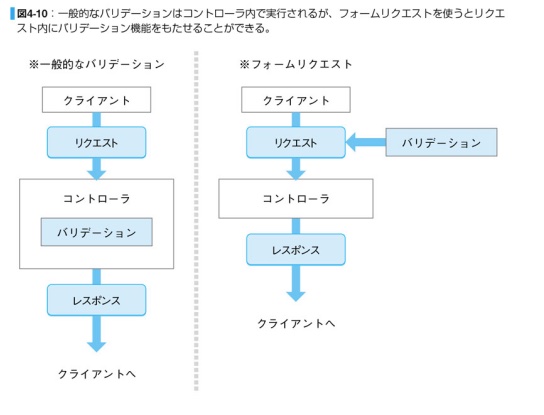 図4-10：一般的なバリデーションはコントローラ内で実行されるが、フォームリクエストを使うとリクエ
スト内にバリデーション機能をもたせることができる。
※一般的なバリデーション
クライアント
リクエスト
コントローラ
バリデーション
レスポンス
クライアントへ
※フォームリクエスト
クライアント
リクエスト
バリデーション
コントローラ
レスポンス
クライアントへ